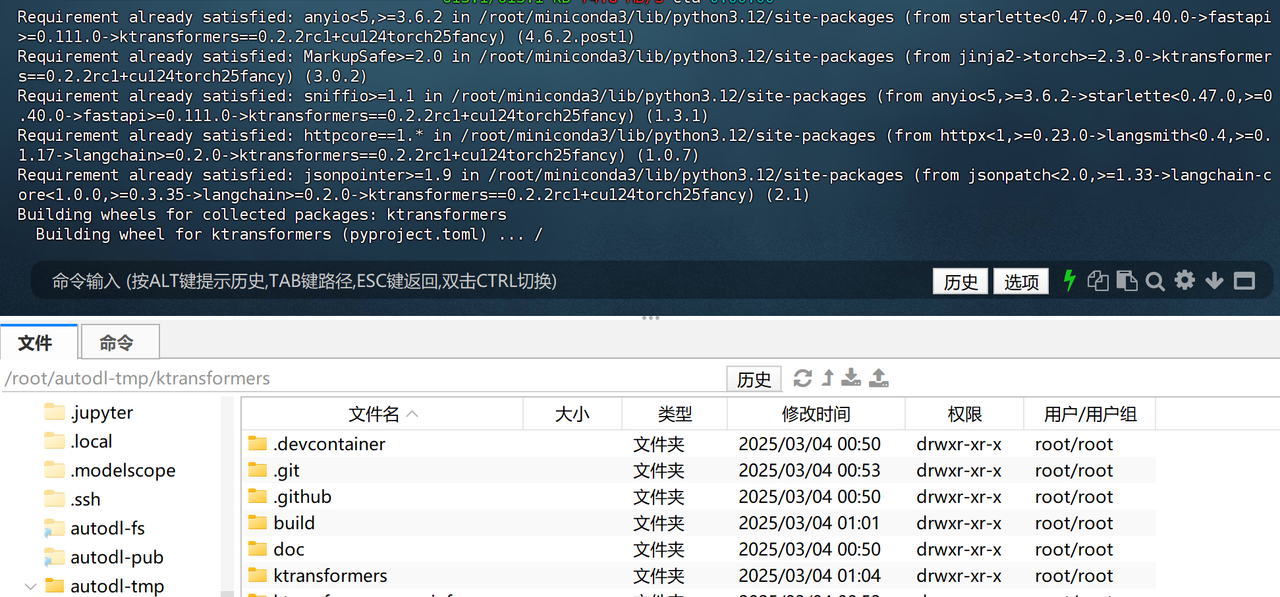 Requirement already satisfied: anyio<5,>=3.6.2 in /root/miniconda3/lib/python3.12/site-packages (from starlette<0.47.0,>=0.40.0->fastapi
>=0.111.0->ktransformers==0.2.2rc1+cu124torch25fancy) (4.6.2.post1)
Requirement already satisfied: MarkupSafe>=2.0 in /root/miniconda3/lib/python3.12/site-packages (from jinja2->torch>=2.3.0->ktransformer
s==0.2.2rc1+cu124torch25fancy) (3.0.2)
Requirement already satisfied: sniffio>=1.1 in /root/miniconda3/lib/python3.12/site-packages (from anyio<5,>=3.6.2->starlette<0.47.0,>=0
.40.0->fastapi>=0.111.0->ktransformers==0.2.2rc1+cu124torch25fancy) (1.3.1)
Requirement already satisfied: httpcore==1.* in /root/miniconda3/lib/python3.12/site-packages (from httpx<1,>=0.23.0->langsmith<0.4,>=0.
1.17->langchain>=0.2.0->ktransformers==0.2.2rc1+cu124torch25fancy) (1.0.7)
Requirement already satisfied: jsonpointer>=1.9 in /root/miniconda3/lib/python3.12/site-packages (from jsonpatch<2.0,>=1.33->langchain-c
ore<1.0.0,>=0.3.35->langchain>=0.2.0->ktransformers==0.2.2rc1+cu124torch25fancy) (2.1)
Building wheels for collected packages: ktransformers
Building wheel for ktransformers (pyproject.toml) ... /
命令输入 (按ALT键提示历史,TAB键路径,ESC键返回,双击CTRL切换) 历史 选项
文件 命令
/root/autodl-tmp/ktransformers 历史
.jupyter
.local
.modelscope
.ssh
autodl-fs
autodl-pub
autodl-tmp
文件名 大小 类型 修改时间 权限 用户/用户组
.devcontainer 文件夹 2025/03/04 00:50 drwxr-xr-x root/root
.git 文件夹 2025/03/04 00:53 drwxr-xr-x root/root
.github 文件夹 2025/03/04 00:50 drwxr-xr-x root/root
build 文件夹 2025/03/04 01:01 drwxr-xr-x root/root
doc 文件夹 2025/03/04 00:50 drwxr-xr-x root/root
ktransformers 文件夹 2025/03/04 01:04 drwxr-xr-x root/root